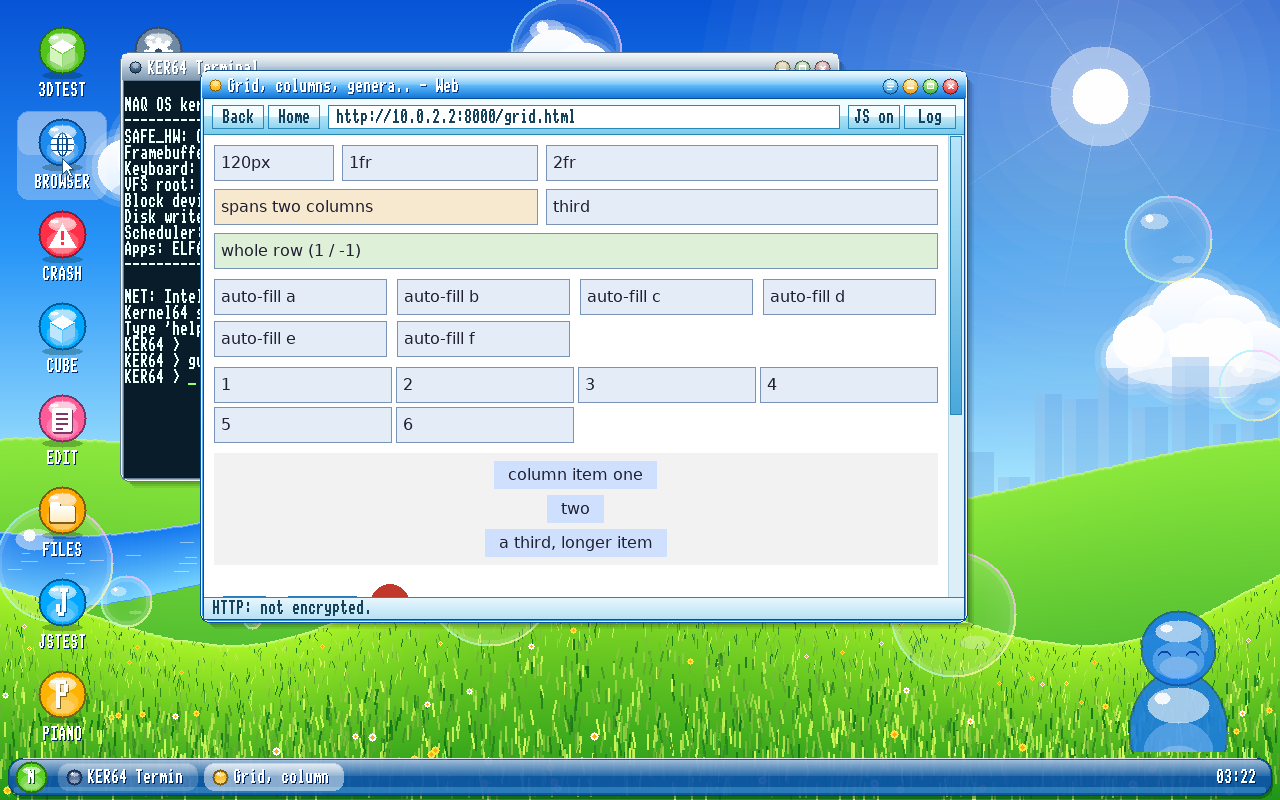 3DTEST
BROWSER
CRASH
CUBE
EDIT
FILES
JSTEST
PIANO
KER64 Terminal
NAQ OS ker
SAFE_HW: (
Framebuffe
Keyboard:
VFS root:
Block devi
Disk write
Scheduler:
Apps: ELF6
NET: Intel
Kernel64 s
Type 'help
KER64 >
KER64 > gu
KER64 > _
Grid, columns, genera.. - Web
Back
Home
http://10.0.2.2:8000/grid.html
JS on
Log
120px
1fr
2fr
spans two columns
third
whole row (1 / -1)
auto-fill a
auto-fill b
auto-fill c
auto-fill d
auto-fill e
auto-fill f
1
2
3
4
5
6
column item one
two
a third, longer item
HTTP: not encrypted.
N
KER64 Termin
Grid, column
03:22